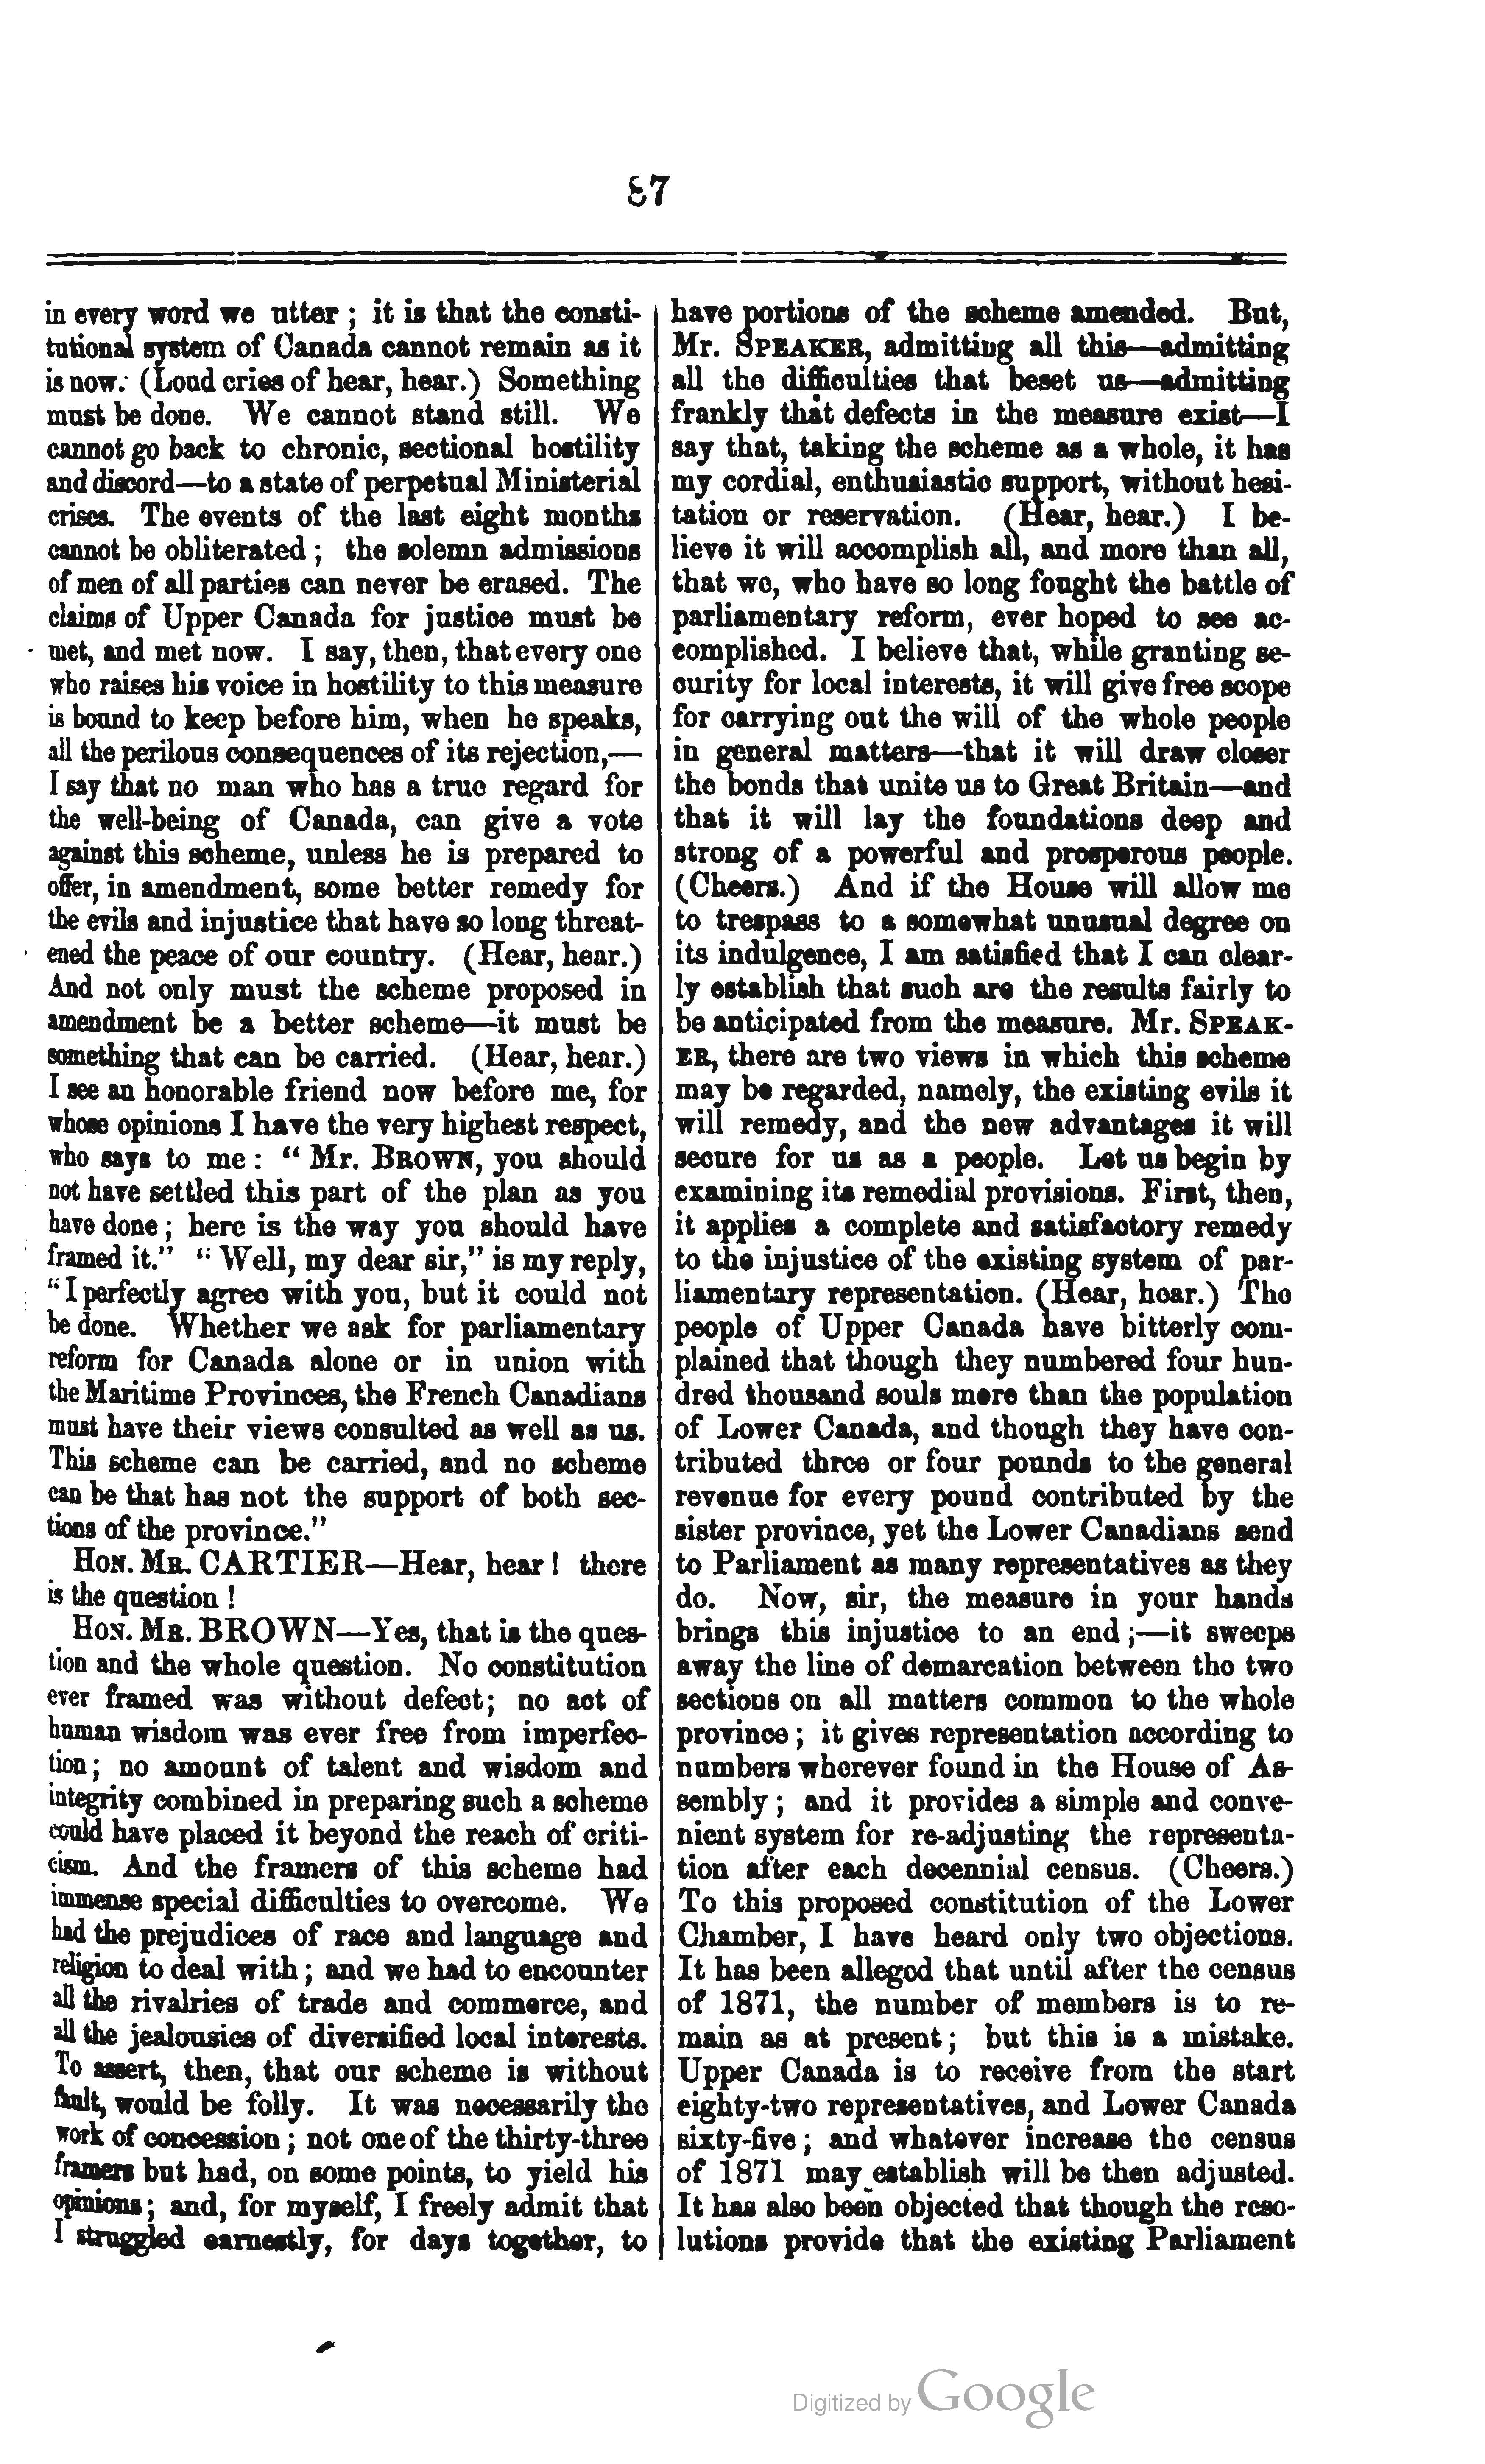 87
in every word we utter ; it is that the consti-
tutional system of Canada cannot remain as it
is now. (Loud cries of hear, hear.) Something
must be done. We cannot stand still. We
cannot go back to chronic, sectional hostility
and discord—to a state of perpetual Ministerial
crises. The events of the last eight months
cannot be obliterated ; the solemn admissions
of men of all parties can never be erased. The
claims of Upper Canada for justice must be
met, and met now. I say, then, that every one
who raises his voice in hostility to this measure
is bound to keep before him, when he speaks,
all the perilous consequences of its rejection,—
I say that no man who has a true regard for
the well-being of Canada, can give a vote
against this scheme, unless he is prepared to
offer, in amendment, some better remedy for
the evils and injustice that have so long threat-
ened the peace of our country. (Hear, hear.)
And not only must the scheme proposed in
amendment be a better scheme—it must be
something that can be carried. (Hear, hear.)
I see an honorable friend now before me, for
whose opinions I have the very highest respect,
who says to me : “ Mr. BROWN, you should
not have settled this part of the plan as you
have done ; here is the way you should have
framed it.” “ Well, my dear sir,” is my reply,
“ I perfectly agree with you, but it could not
be done. Whether we ask for parliamentary
reform for Canada alone or in union with
the Maritime Provinces, the French Canadians
must have their views consulted as well as us.
This scheme can be carried, and no scheme
can be that has not the support of both sec-
tions of the province.”
HON. MR. CARTIER—Hear, hear ! there
is the question !
HON. MR. BROWN—Yes, that is the ques-
tion and the whole question. No constitution
ever framed was without defect ; no act of
human wisdom was ever free from imperfec-
tion ; no amount of talent and wisdom and
integrity combined in preparing such a scheme
could have placed it beyond the reach of criti-
cism. And the framers of this scheme had
immense special difficulties to overcome. We
had the prejudices of race and language and
religion to deal with ; and we had to encounter
all the rivalries of trade and commerce, and
all the jealousies of diversified local interests.
To assert, then, that our scheme is without
fault, would be folly. It was necessarily the
work of concession ; not one of the thirty-three
framers but had, on some points, to yield his
opinions ; and, for myself, I freely admit that
I struggled earnestly, for days together, to
have portions of the scheme amended. But,
Mr. SPEAKER, admitting all this—admitting
all the difficulties that beset us—admitting
frankly that defects in the measure exist—I
say that, taking the scheme as a whole, it has
my cordial, enthusiastic support, without hesi-
tation or reservation. (Hear, hear.) I be-
lieve it will accomplish all, and more than all,
that we, who have so long fought the battle of
parliamentary reform, ever hoped to see ac-
complished. I believe that, while granting se-
curity for local interests, it will give free scope
for carrying out the will of the whole people
in general matters—that it will draw closer
the bonds that unite us to Great Britain—and
that it will lay the foundations deep and
strong of a powerful and prosperous people.
(Cheers.) And if the House will allow me
to trespass to a somewhat unusual degree on
its indulgence, I am satisfied that I can clear-
ly establish that such are the results fairly to
be anticipated from the measure. Mr. SPEAK-
ER, there are two views in which this scheme
may be regarded, namely, the existing evils it
will remedy, and the new advantages it will
secure for us as a people. Let us begin by
examining its remedial provisions. First, then,
it applies a complete and satisfactory remedy
to the injustice of the existing system of par-
liamentary representation. (Hear, hear.) The
people of Upper Canada have bitterly com-
plained that though they numbered four hun-
dred thousand souls more than the population
of Lower Canada, and though they have con-
tributed three or four pounds to the general
revenue for every pound contributed by the
sister province, yet the Lower Canadians send
to Parliament as many representatives as they
do. Now, sir, the measure in your hands
brings this injustice to an end ;—it sweeps
away the line of demarcation between the two
sections on all matters common to the whole
province ; it gives representation according to
numbers wherever found in the House of As-
sembly ; and it provides a simple and conve-
nient system for re-adjusting the representa-
tion after each decennial census. (Cheers.)
To this proposed constitution of the Lower
Chamber, I have heard only two objections.
It has been alleged that until after the census
of 1871, the number of members is to re-
main as at present ; but this is a mistake.
Upper Canada is to receive from the start
eighty-two representatives, and Lower Canada
sixty-five ; and whatever increase the census
of 1871 may establish will be then adjusted.
It has also been objected that though the reso-
lutions provide that the existing Parliament
Digitized by Google